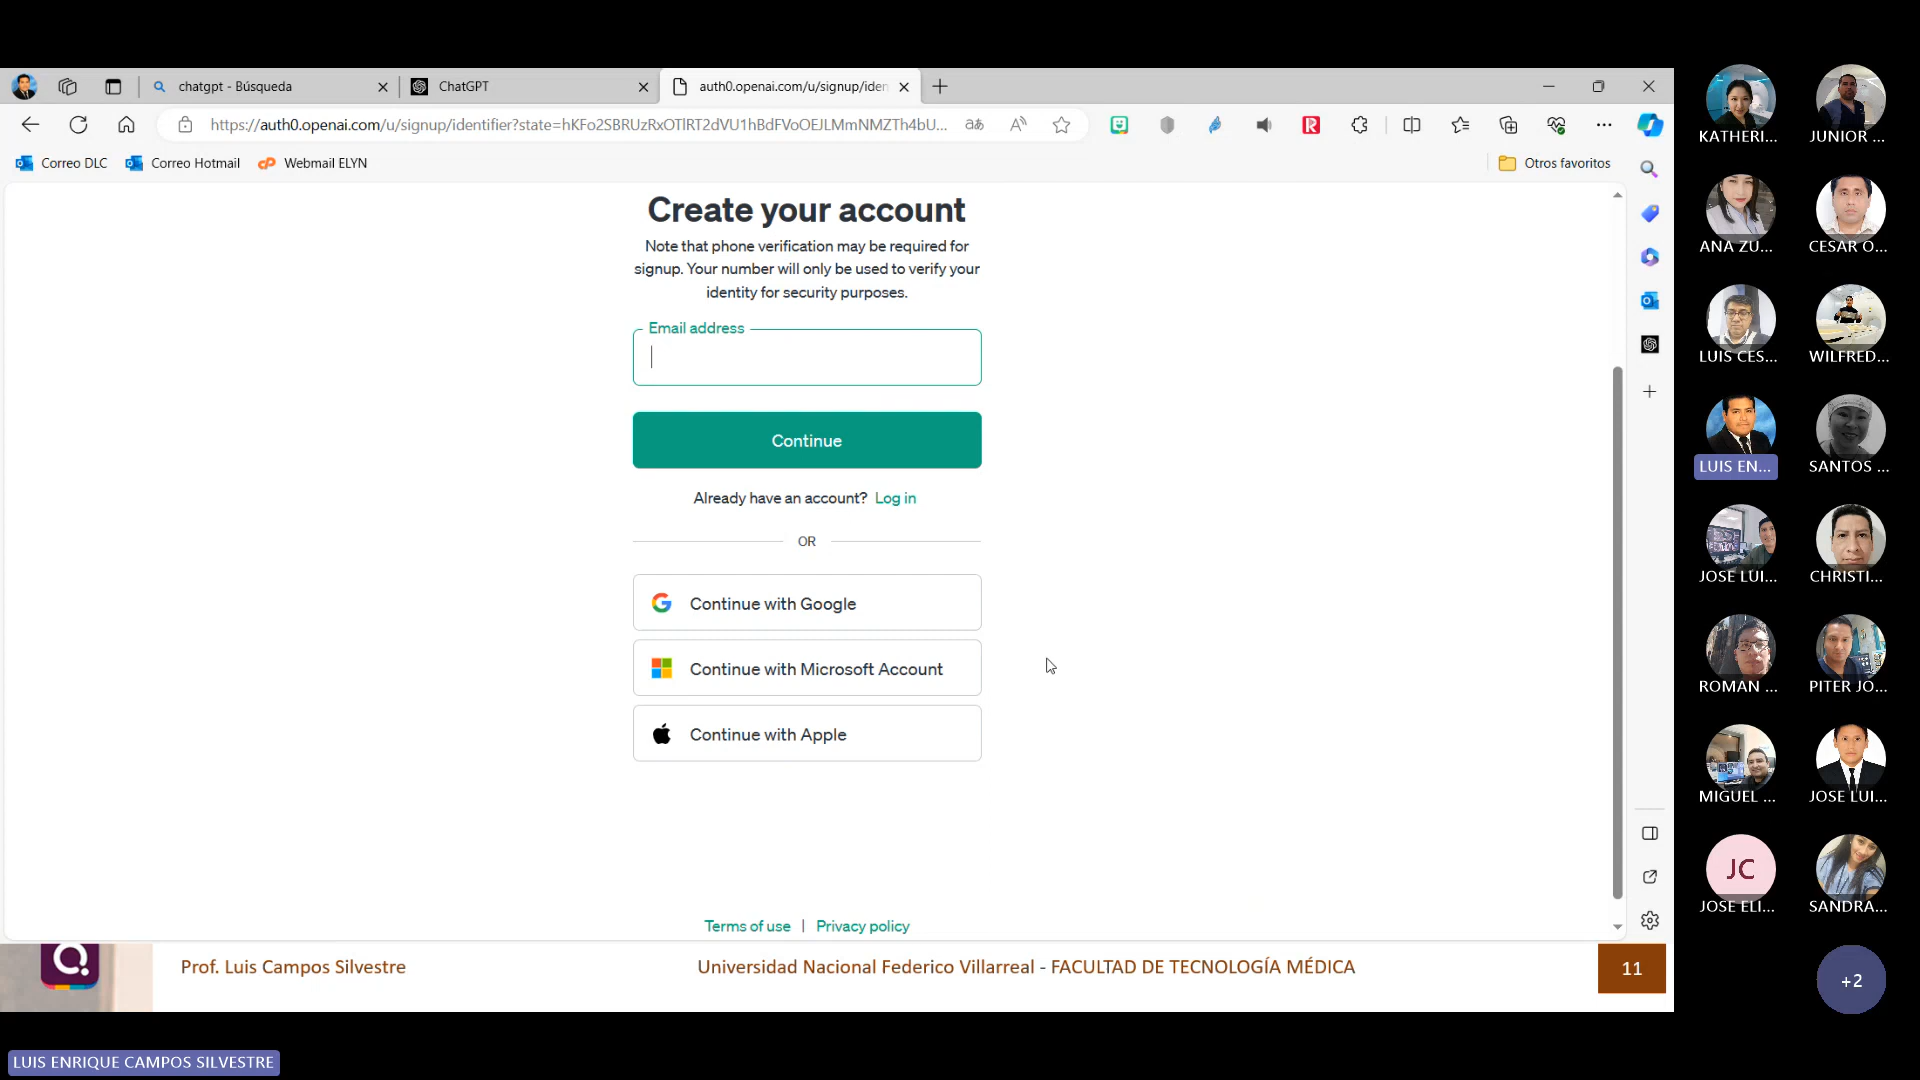 chatgpt - Búsqueda
ChatGPT
auth0.openai.com/u/signup/iden
https://auth0.openai.com/u/signup/identifier?state=hKFo2SBRUzRxOTlRT2dVU1hBdFVoOEJLMmNMZTh4bU...
Correo DLC
Correo Hotmail
Webmail ELYN
Otros favoritos
Create your account
Note that phone verification may be required for
signup. Your number will only be used to verify your
identity for security purposes.
Email address
Continue
Already have an account? Log in
OR
Continue with Google
Continue with Microsoft Account
Continue with Apple
Terms of use | Privacy policy
Prof. Luis Campos Silvestre
Universidad Nacional Federico Villarreal - FACULTAD DE TECNOLOGÍA MÉDICA
11
KATHERI...
JUNIOR ...
ANA ZU...
CESAR O...
LUIS CES...
WILFRED...
LUIS EN...
SANTOS ...
JOSE LUI...
CHRISTI...
ROMAN ...
PITER JO...
MIGUEL ...
JOSE LUI...
JC
JOSE ELI...
SANDRA...
+2
LUIS ENRIQUE CAMPOS SILVESTRE